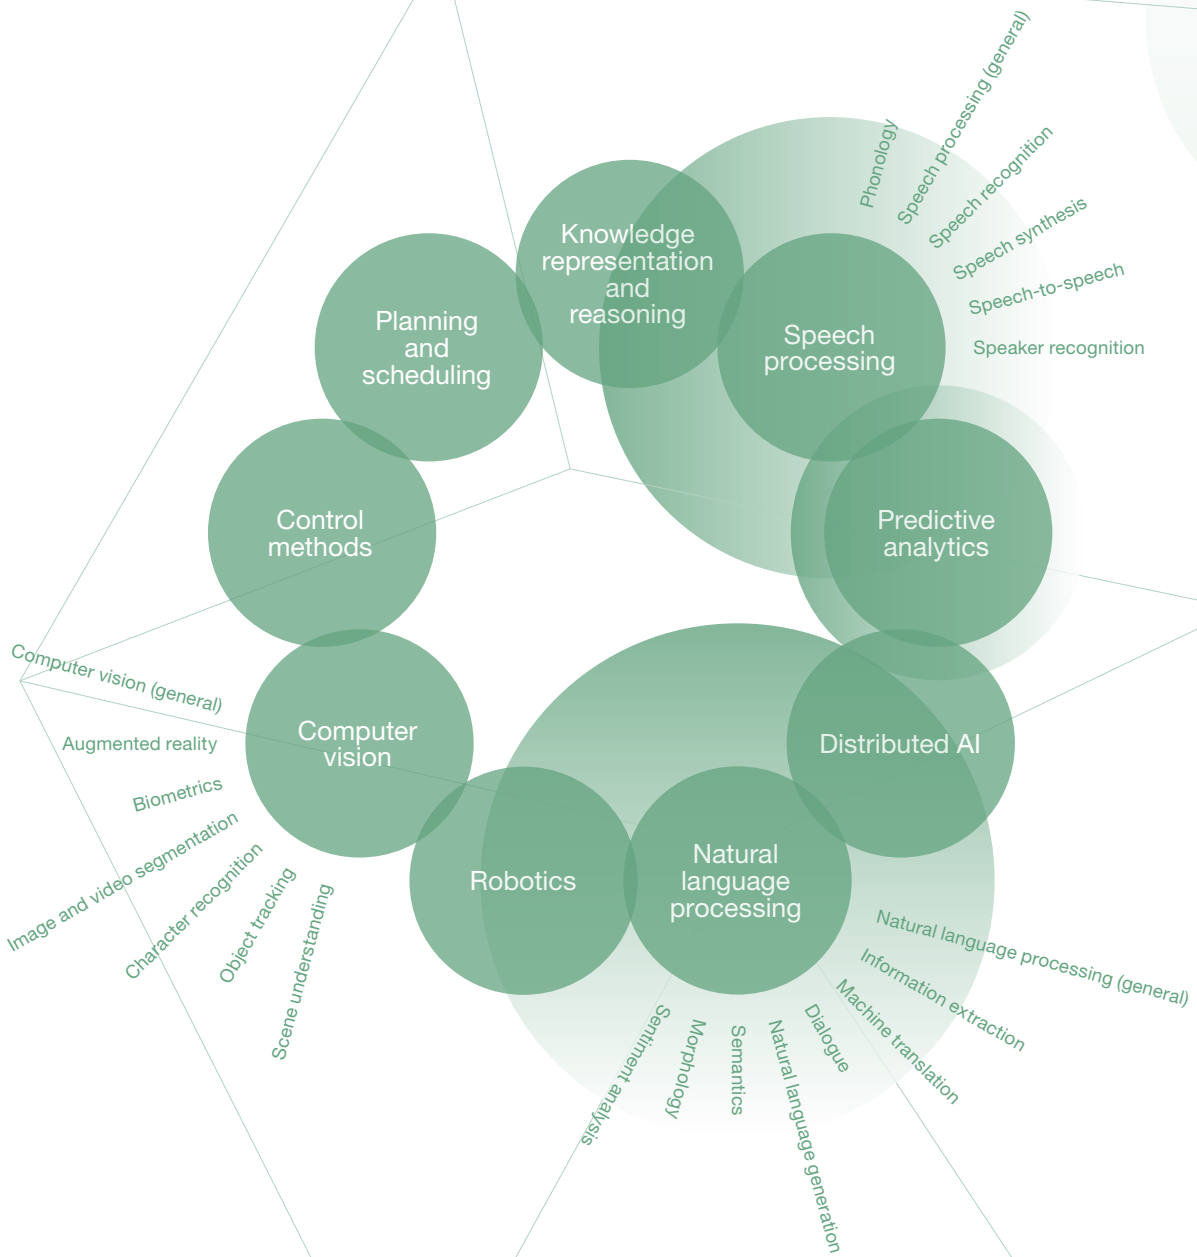 Phonology
Speech processing (general)
Speech recognition
Speech synthesis
Speech-to-speech
Speaker recognition
Knowledge
representation
and
reasoning
Planning
and
scheduling
Speech
processing
Control
methods
Predictive
analytics
Computer vision (general)
Augmented reality
Biometrics
Image and video segmentation
Character recognition
Object tracking
Scene understanding
Computer
vision
Distributed AI
Robotics
Natural
language
processing
Natural language processing (general)
Information extraction
Machine translation
Dialogue
Natural language generation
Semantics
Morphology
Sentiment analysis